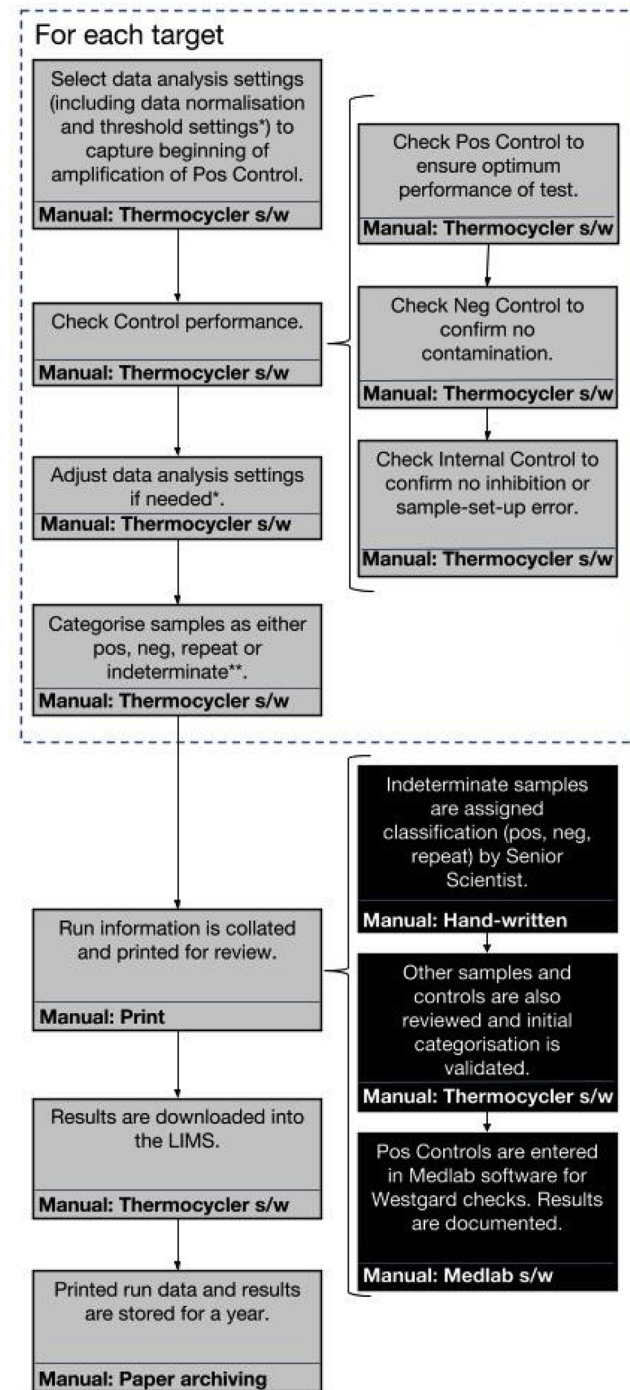 For each target
Select data analysis settings
(including data normalisation
and threshold settings*) to
capture beginning of
amplification of Pos Control.
Manual: Thermocycler s/w
Check Control performance.
Manual: Thermocycler s/w
Check Pos Control to
ensure optimum
performance of test.
Manual: Thermocycler s/w
Check Neg Control to
confirm no
contamination.
Manual: Thermocycler s/w
Check Internal Control to
confirm no inhibition or
sample-set-up error.
Manual: Thermocycler s/w
Adjust data analysis settings
if needed*.
Manual: Thermocycler s/w
Categorise samples as either
pos, neg, repeat or
indeterminate**.
Manual: Thermocycler s/w
Run information is collated
and printed for review.
Manual: Print
Indeterminate samples
are assigned
classification (pos, neg,
repeat) by Senior
Scientist.
Manual: Hand-written
Other samples and
controls are also
reviewed and initial
categorisation is
validated.
Manual: Thermocycler s/w
Pos Controls are entered
in Medlab software for
Westgard checks. Results
are documented.
Manual: Medlab s/w
Results are downloaded into
the LIMS.
Manual: Thermocycler s/w
Printed run data and results
are stored for a year.
Manual: Paper archiving